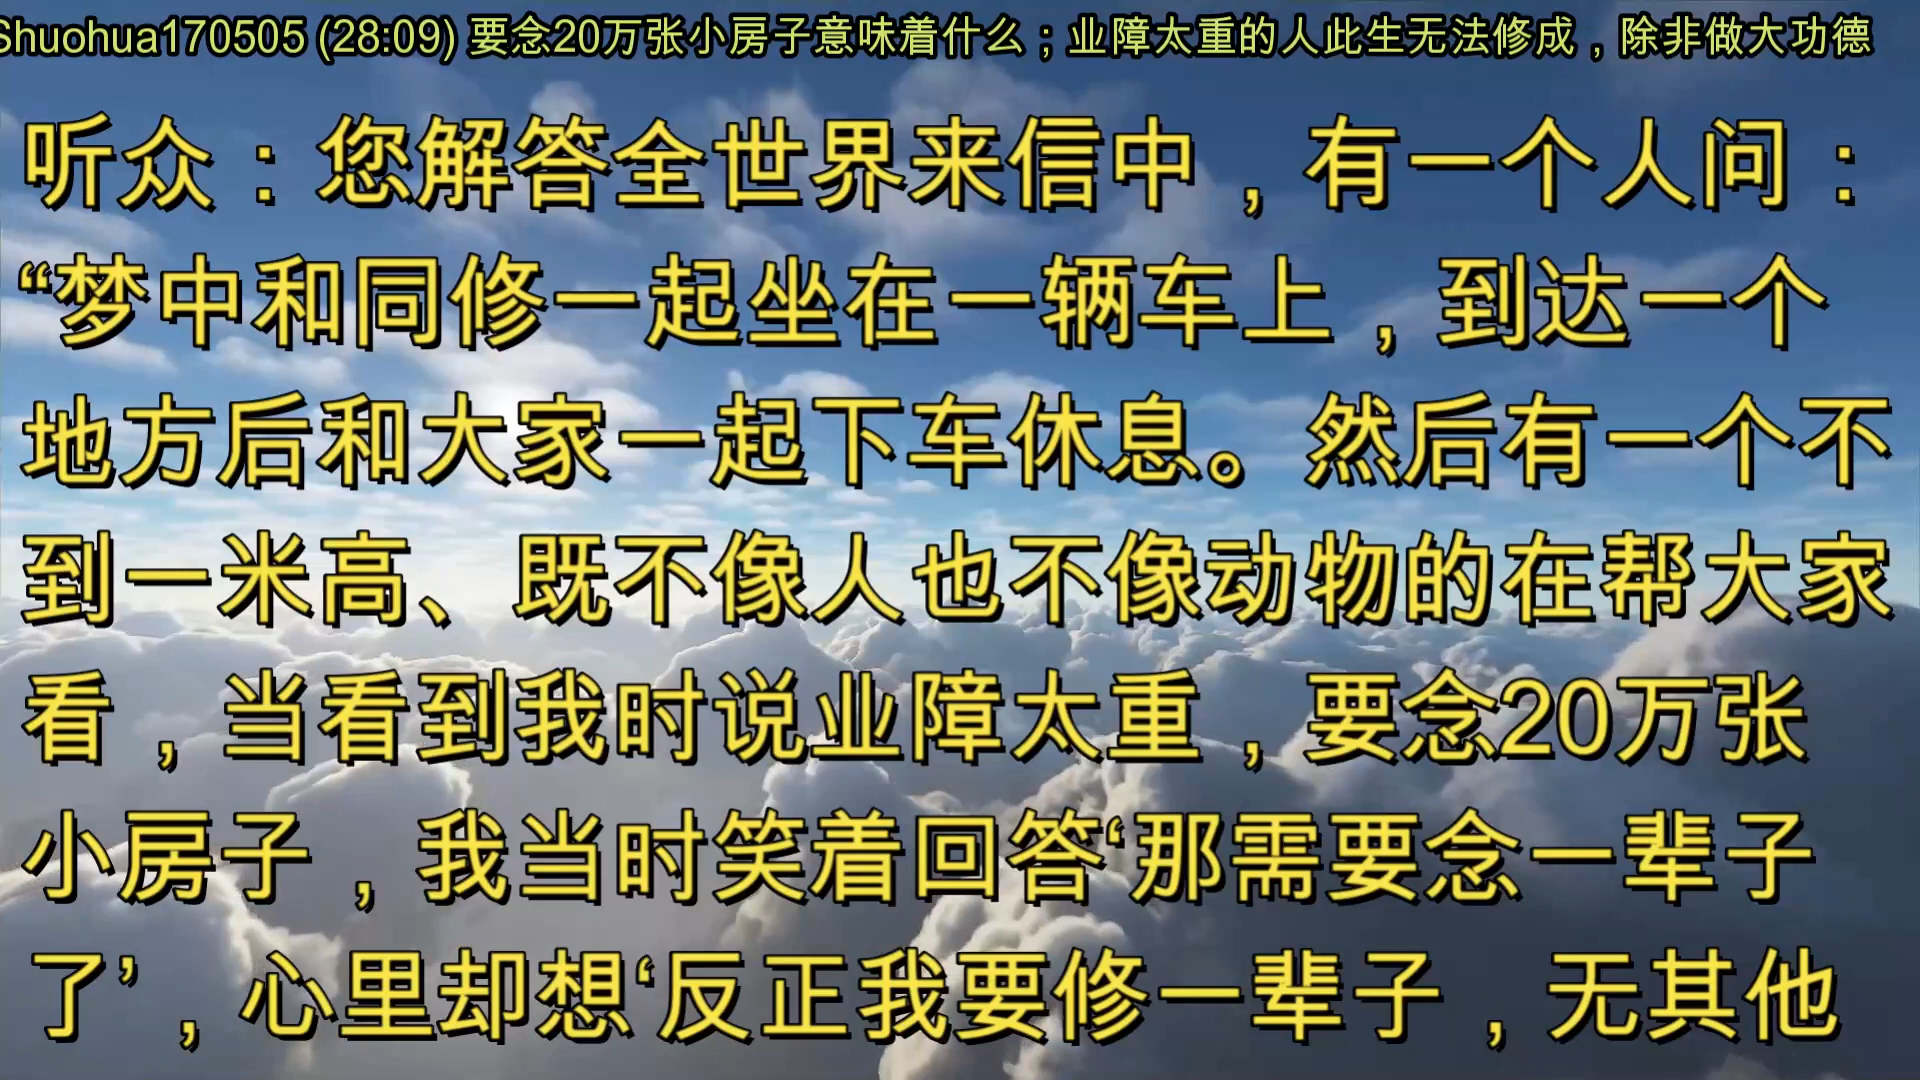 Shuohua170505 (28:09) 要念20万张小房子意味着什么；业障太重的人此生无法修成，除非做大功德
听众：您解答全世界来信中，有一个人问：
“梦中和同修一起坐在一辆车上，到达一个
地方后和大家一起下车休息。然后有一个不
到一米高、既不像人也不像动物的在帮大家
看，当看到我时说业障太重，要念20万张
小房子，我当时笑着回答‘那需要念一辈子
了’，心里却想‘反正我要修一辈子，无其他